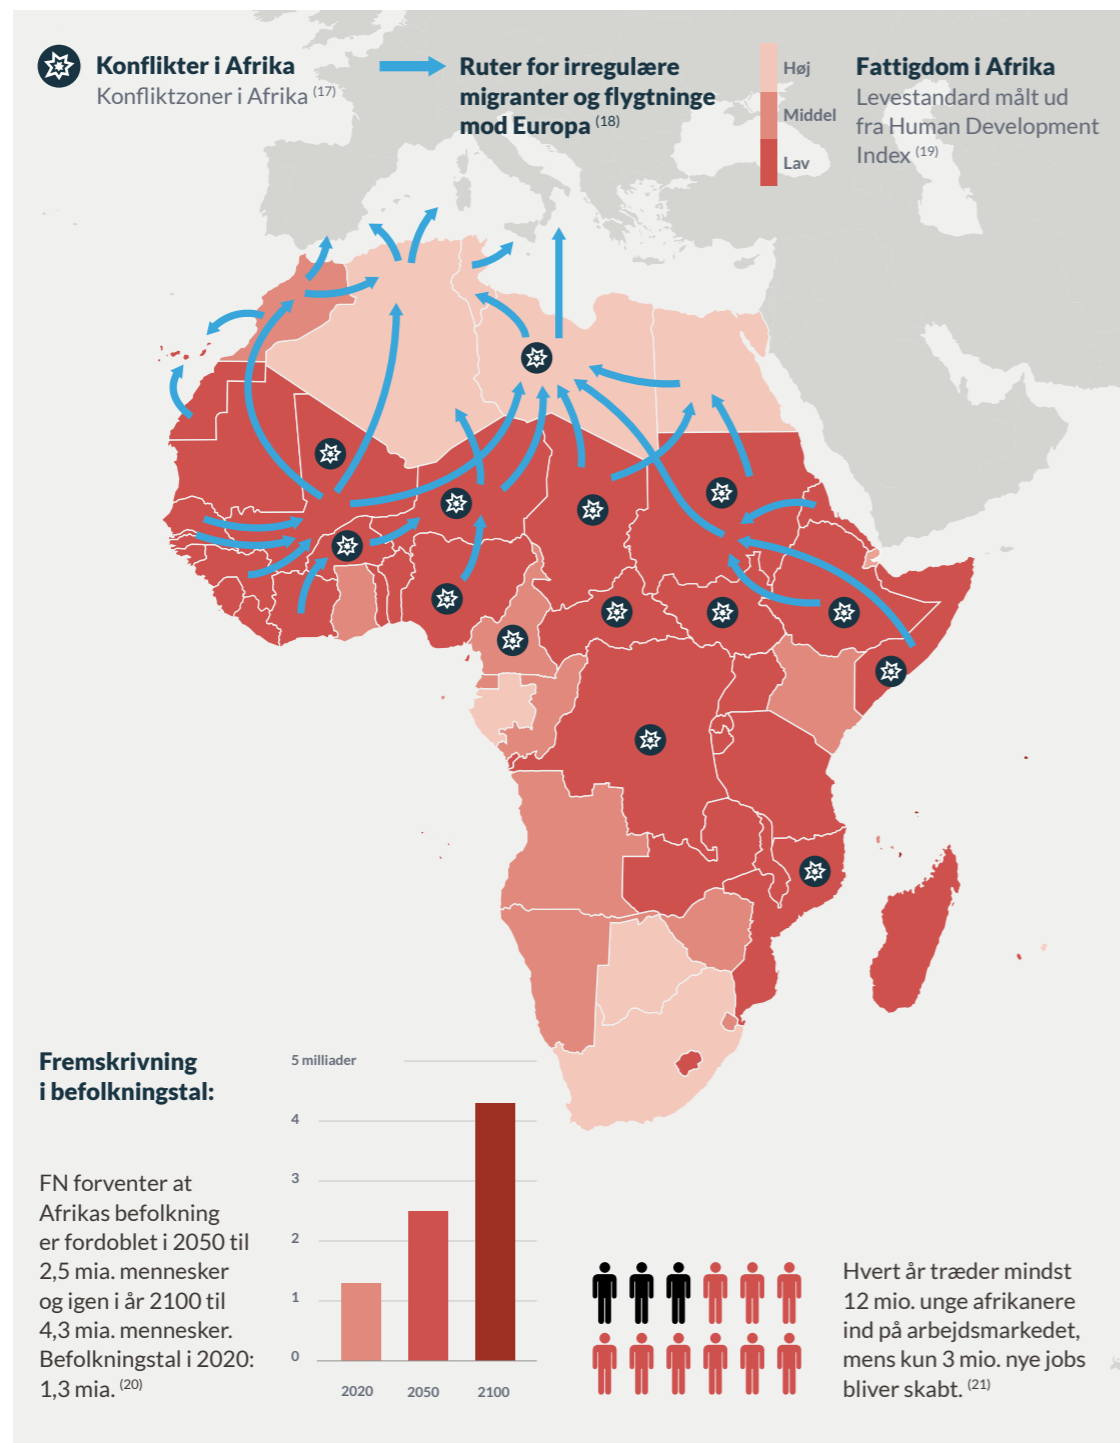 Konflikter i Afrika
Konfliktzoner i Afrika (17)
Ruter for irregulære
migranter og flygtninge
mod Europa (18)
Høj
Middel
Lav
Fattigdom i Afrika
Levestandard målt ud
fra Human Development
Index (19)
Fremskrivning
i befolkningstal:
FN forventer at
Afrikas befolkning
er fordoblet i 2050 til
2,5 mia. mennesker
og igen i år 2100 til
4,3 mia. mennesker.
Befolkningstal i 2020:
1,3 mia. (20)
5 milliader
4
3
2
1
0
2020 2050 2100
Hvert år træder mindst
12 mio. unge afrikanere
ind på arbejdsmarkedet,
mens kun 3 mio. nye jobs
bliver skabt. (21)